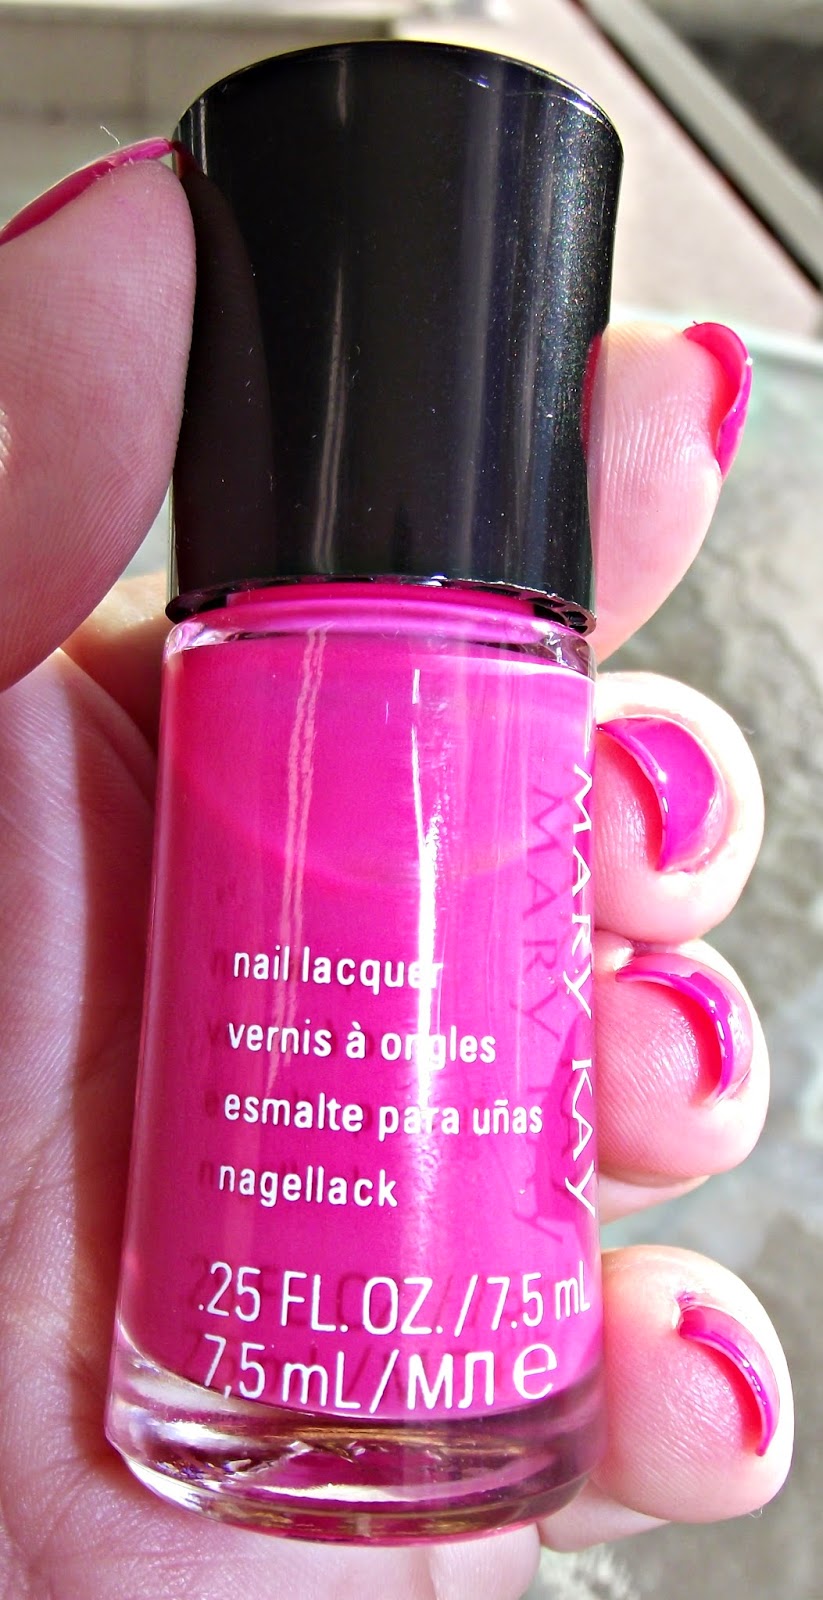 MARY KAY
nail lacquer
vernis à ongles
esmalte para uñas
nagellack
.25 FL. OZ. / 7.5 mL
7,5 mL/МЛ ℮